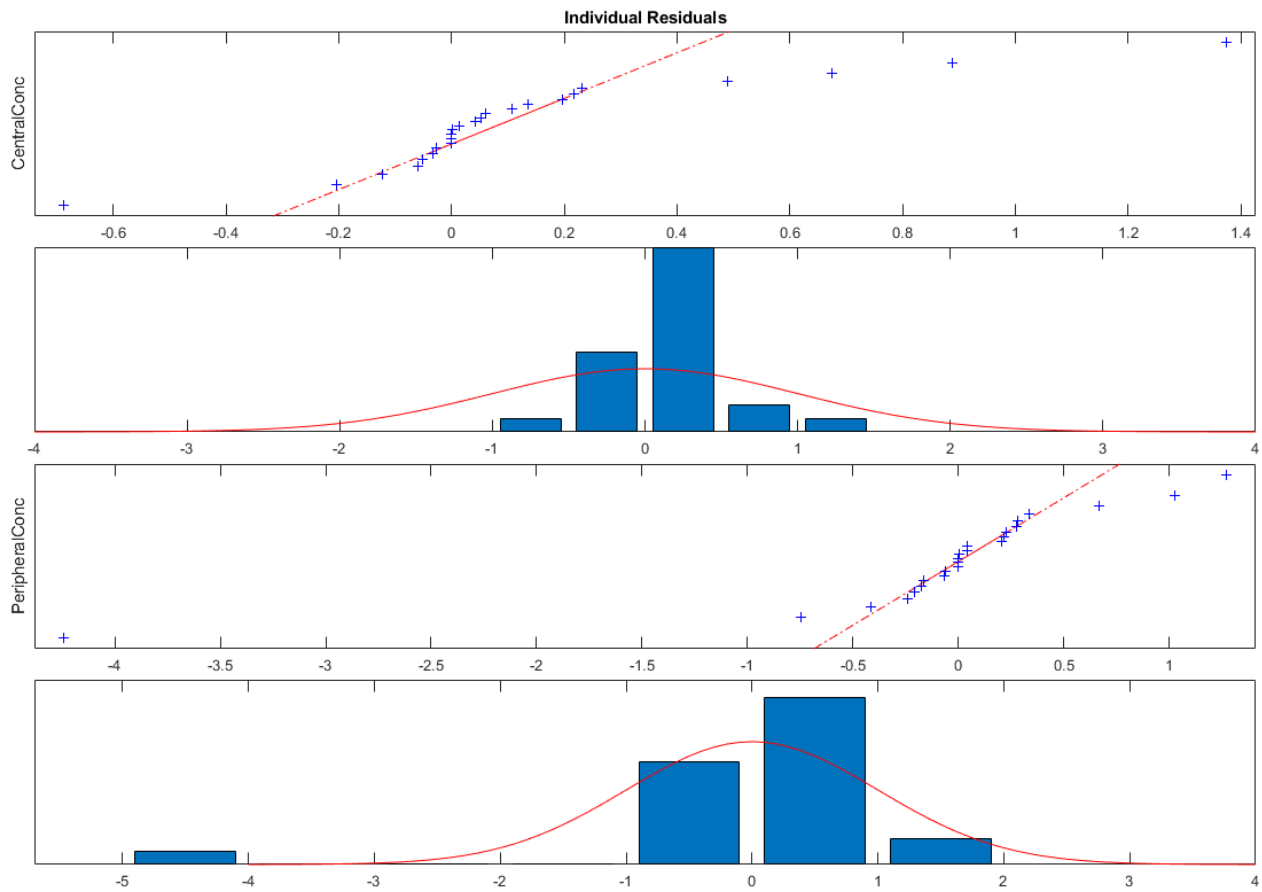 Individual Residuals
CentralConc
-0.6 -0.4 -0.2 0 0.2 0.4 0.6 0.8 1 1.2 1.4
-4 -3 -2 -1 0 1 2 3 4
PeripheralConc
-4 -3.5 -3 -2.5 -2 -1.5 -1 -0.5 0 0.5 1
-5 -4 -3 -2 -1 0 1 2 3 4